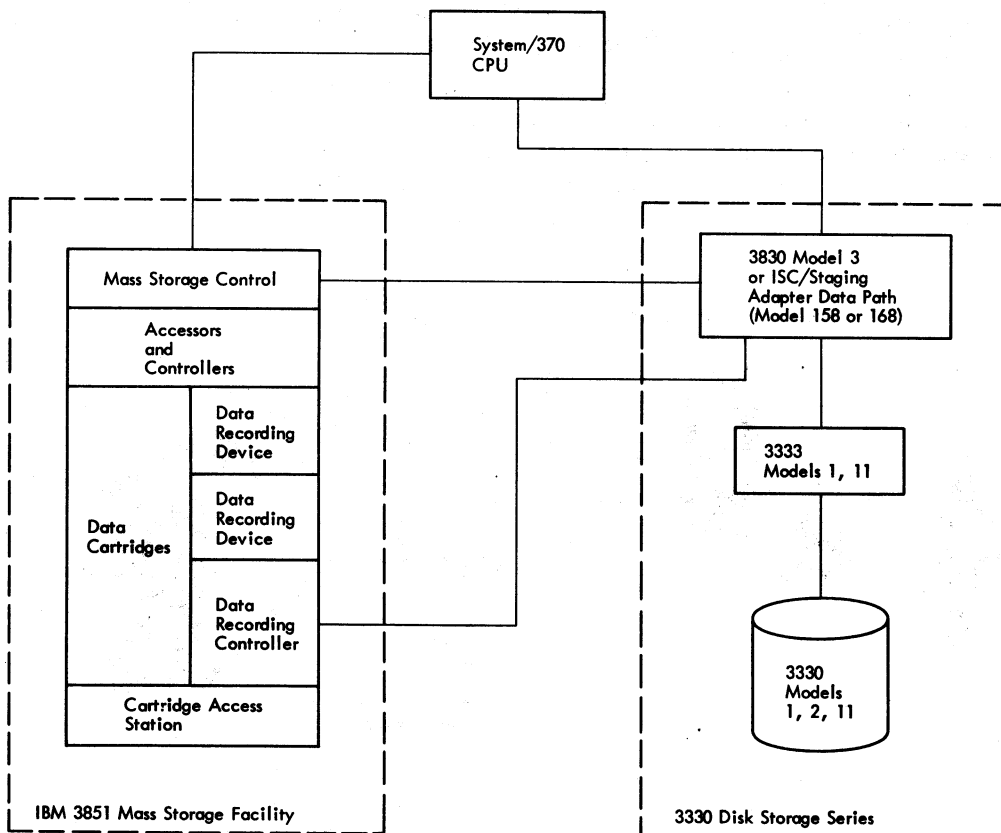 System/370
CPU
Mass Storage Control
Accessors
and
Controllers
Data
Cartridges
Data
Recording
Device
Data
Recording
Device
Data
Recording
Controller
Cartridge Access
Station
IBM 3851 Mass Storage Facility
3830 Model 3
or ISC/Staging
Adapter Data Path
(Model 158 or 168)
3333
Models 1, 11
3330
Models
1, 2, 11
3330 Disk Storage Series